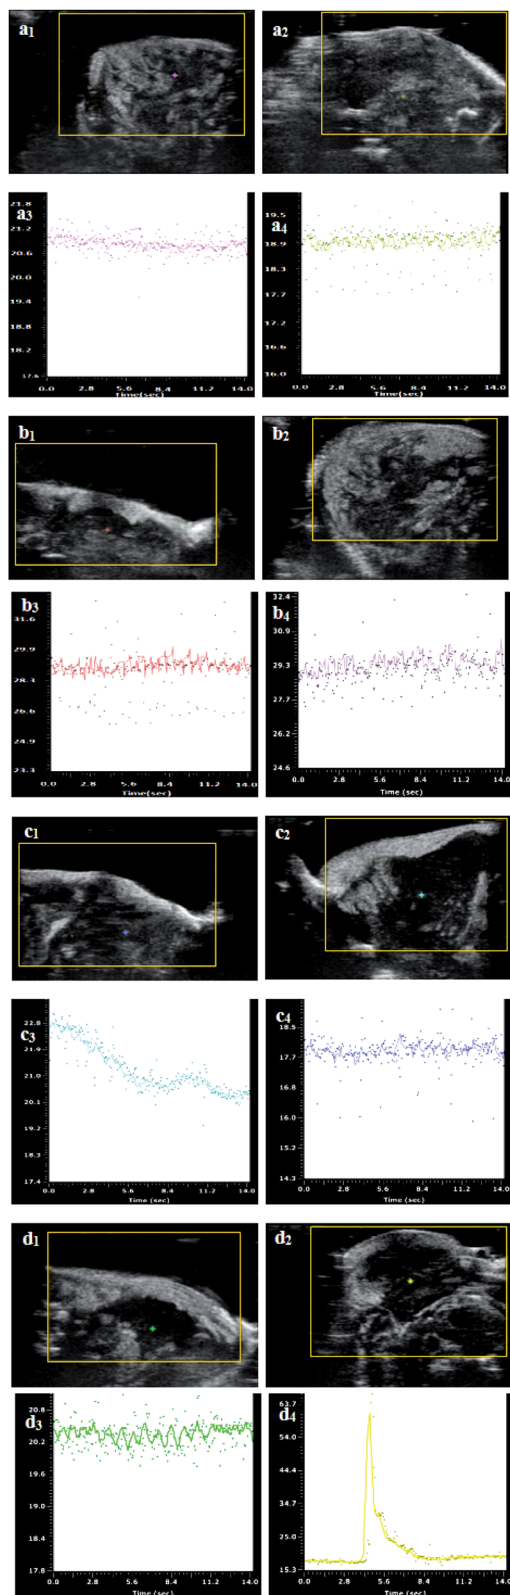 a1
a2
a3
21.8
21.2
20.6
20.0
19.4
18.8
18.2
17.6
0.0 2.8 5.6 8.4 11.2 14.0
Time(sec)
a4
19.5
18.9
18.3
17.7
17.2
16.6
16.0
0.0 2.8 5.6 8.4 11.2 14.0
Time(sec)
b1
b2
b3
31.6
29.9
28.3
26.6
24.9
23.3
0.0 2.8 5.6 8.4 11.2 14.0
Time(sec)
b4
32.4
30.9
29.3
27.7
26.2
24.6
0.0 2.8 5.6 8.4 11.2 14.0
Time (sec)
c1
c2
c3
22.8
21.9
21.0
20.1
19.2
18.3
17.4
0.0 2.8 5.6 8.4 11.2 14.0
Time (sec)
c4
18.5
17.7
16.8
16.0
15.2
14.3
0.0 2.8 5.6 8.4 11.2 14.0
Time (sec)
d1
d2
d3
20.8
20.2
19.6
19.0
18.4
17.8
0.0 2.8 5.6 8.4 11.2 14.0
Time (sec)
d4
63.7
54.0
44.4
34.7
25.0
15.3
0.0 2.8 5.6 8.4 11.2 14.0
Time (sec)